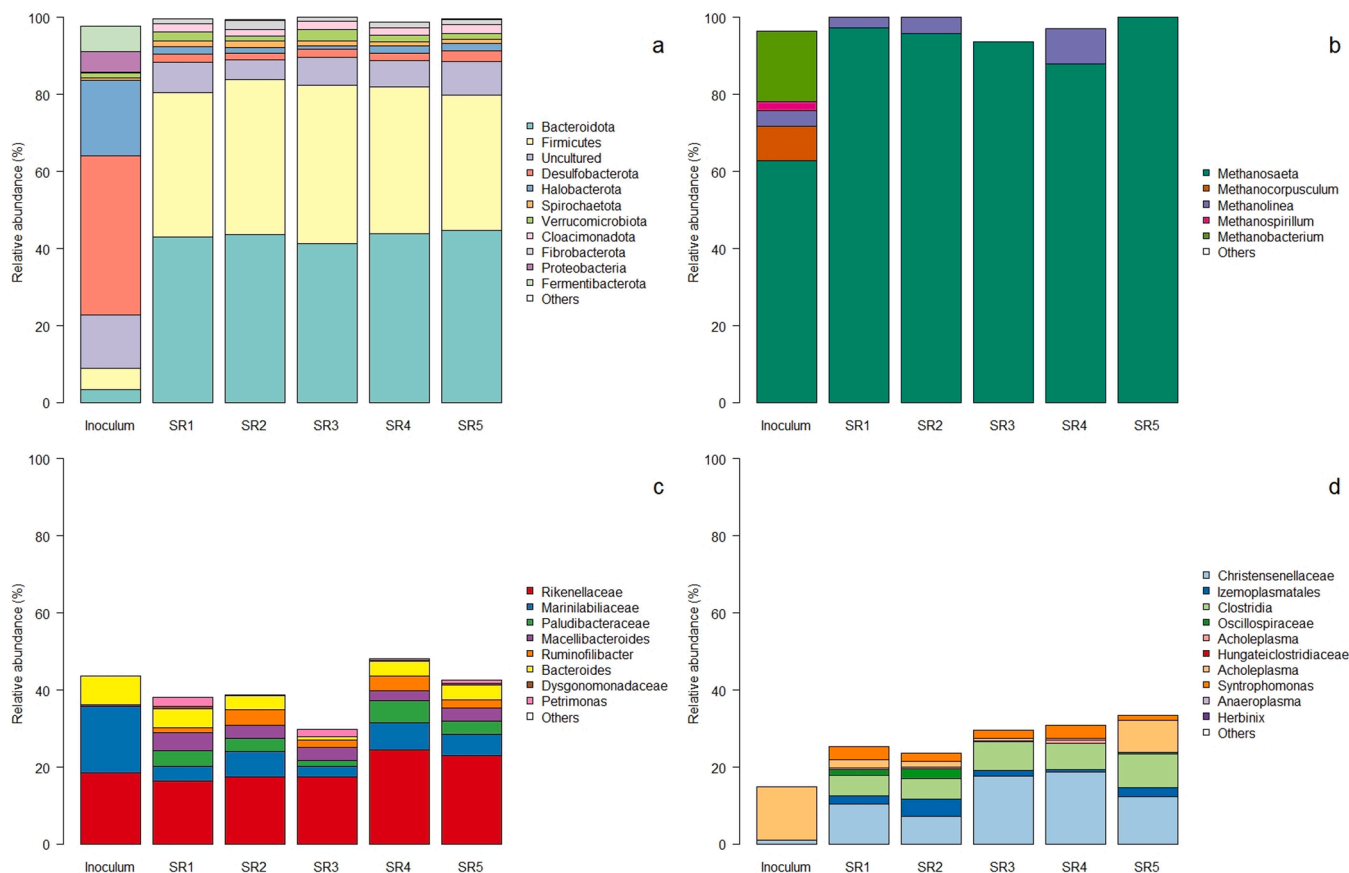 a
Relative abundance (%)
100
80
60
40
20
0
Inoculum SR1 SR2 SR3 SR4 SR5
Bacteroidota
Firmicutes
Uncultured
Desulfobacterota
Halobacterota
Spirochaetota
Verrucomicrobiota
Cloacimonadota
Fibrobacterota
Proteobacteria
Fermentibacterota
Others
b
Relative abundance (%)
100
80
60
40
20
0
Inoculum SR1 SR2 SR3 SR4 SR5
Methanosaeta
Methanocorpusculum
Methanolinea
Methanospirillum
Methanobacterium
Others
c
Relative abundance (%)
100
80
60
40
20
0
Inoculum SR1 SR2 SR3 SR4 SR5
Rikenellaceae
Marinilabiliaceae
Paludibacteraceae
Macellibacteroides
Ruminofilibacter
Bacteroides
Dysgonomonadaceae
Petrimonas
Others
d
Relative abundance (%)
100
80
60
40
20
0
Inoculum SR1 SR2 SR3 SR4 SR5
Christensenellaceae
Izemoplasmatales
Clostridia
Oscillospiraceae
Acholeplasma
Hungateiclostridiaceae
Acholeplasma
Syntrophomonas
Anaeroplasma
Herbinix
Others